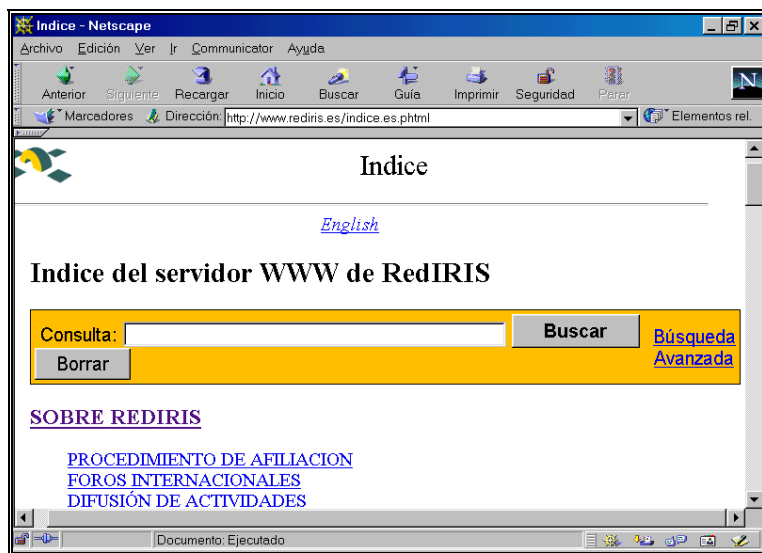 Indice - Netscape
Archivo Edición Ver Ir Communicator Ayuda
Anterior Siguiente Recargar Inicio Buscar Guía Imprimir Seguridad Parar
N
Marcadores Dirección: http://www.rediris.es/indice.es.phtml Elementos rel.
Indice
English
Indice del servidor WWW de RedIRIS
Consulta: Buscar Búsqueda
Borrar Avanzada
SOBRE REDIRIS
PROCEDIMIENTO DE AFILIACION
FOROS INTERNACIONALES
DIFUSIÓN DE ACTIVIDADES
Documento: Ejecutado